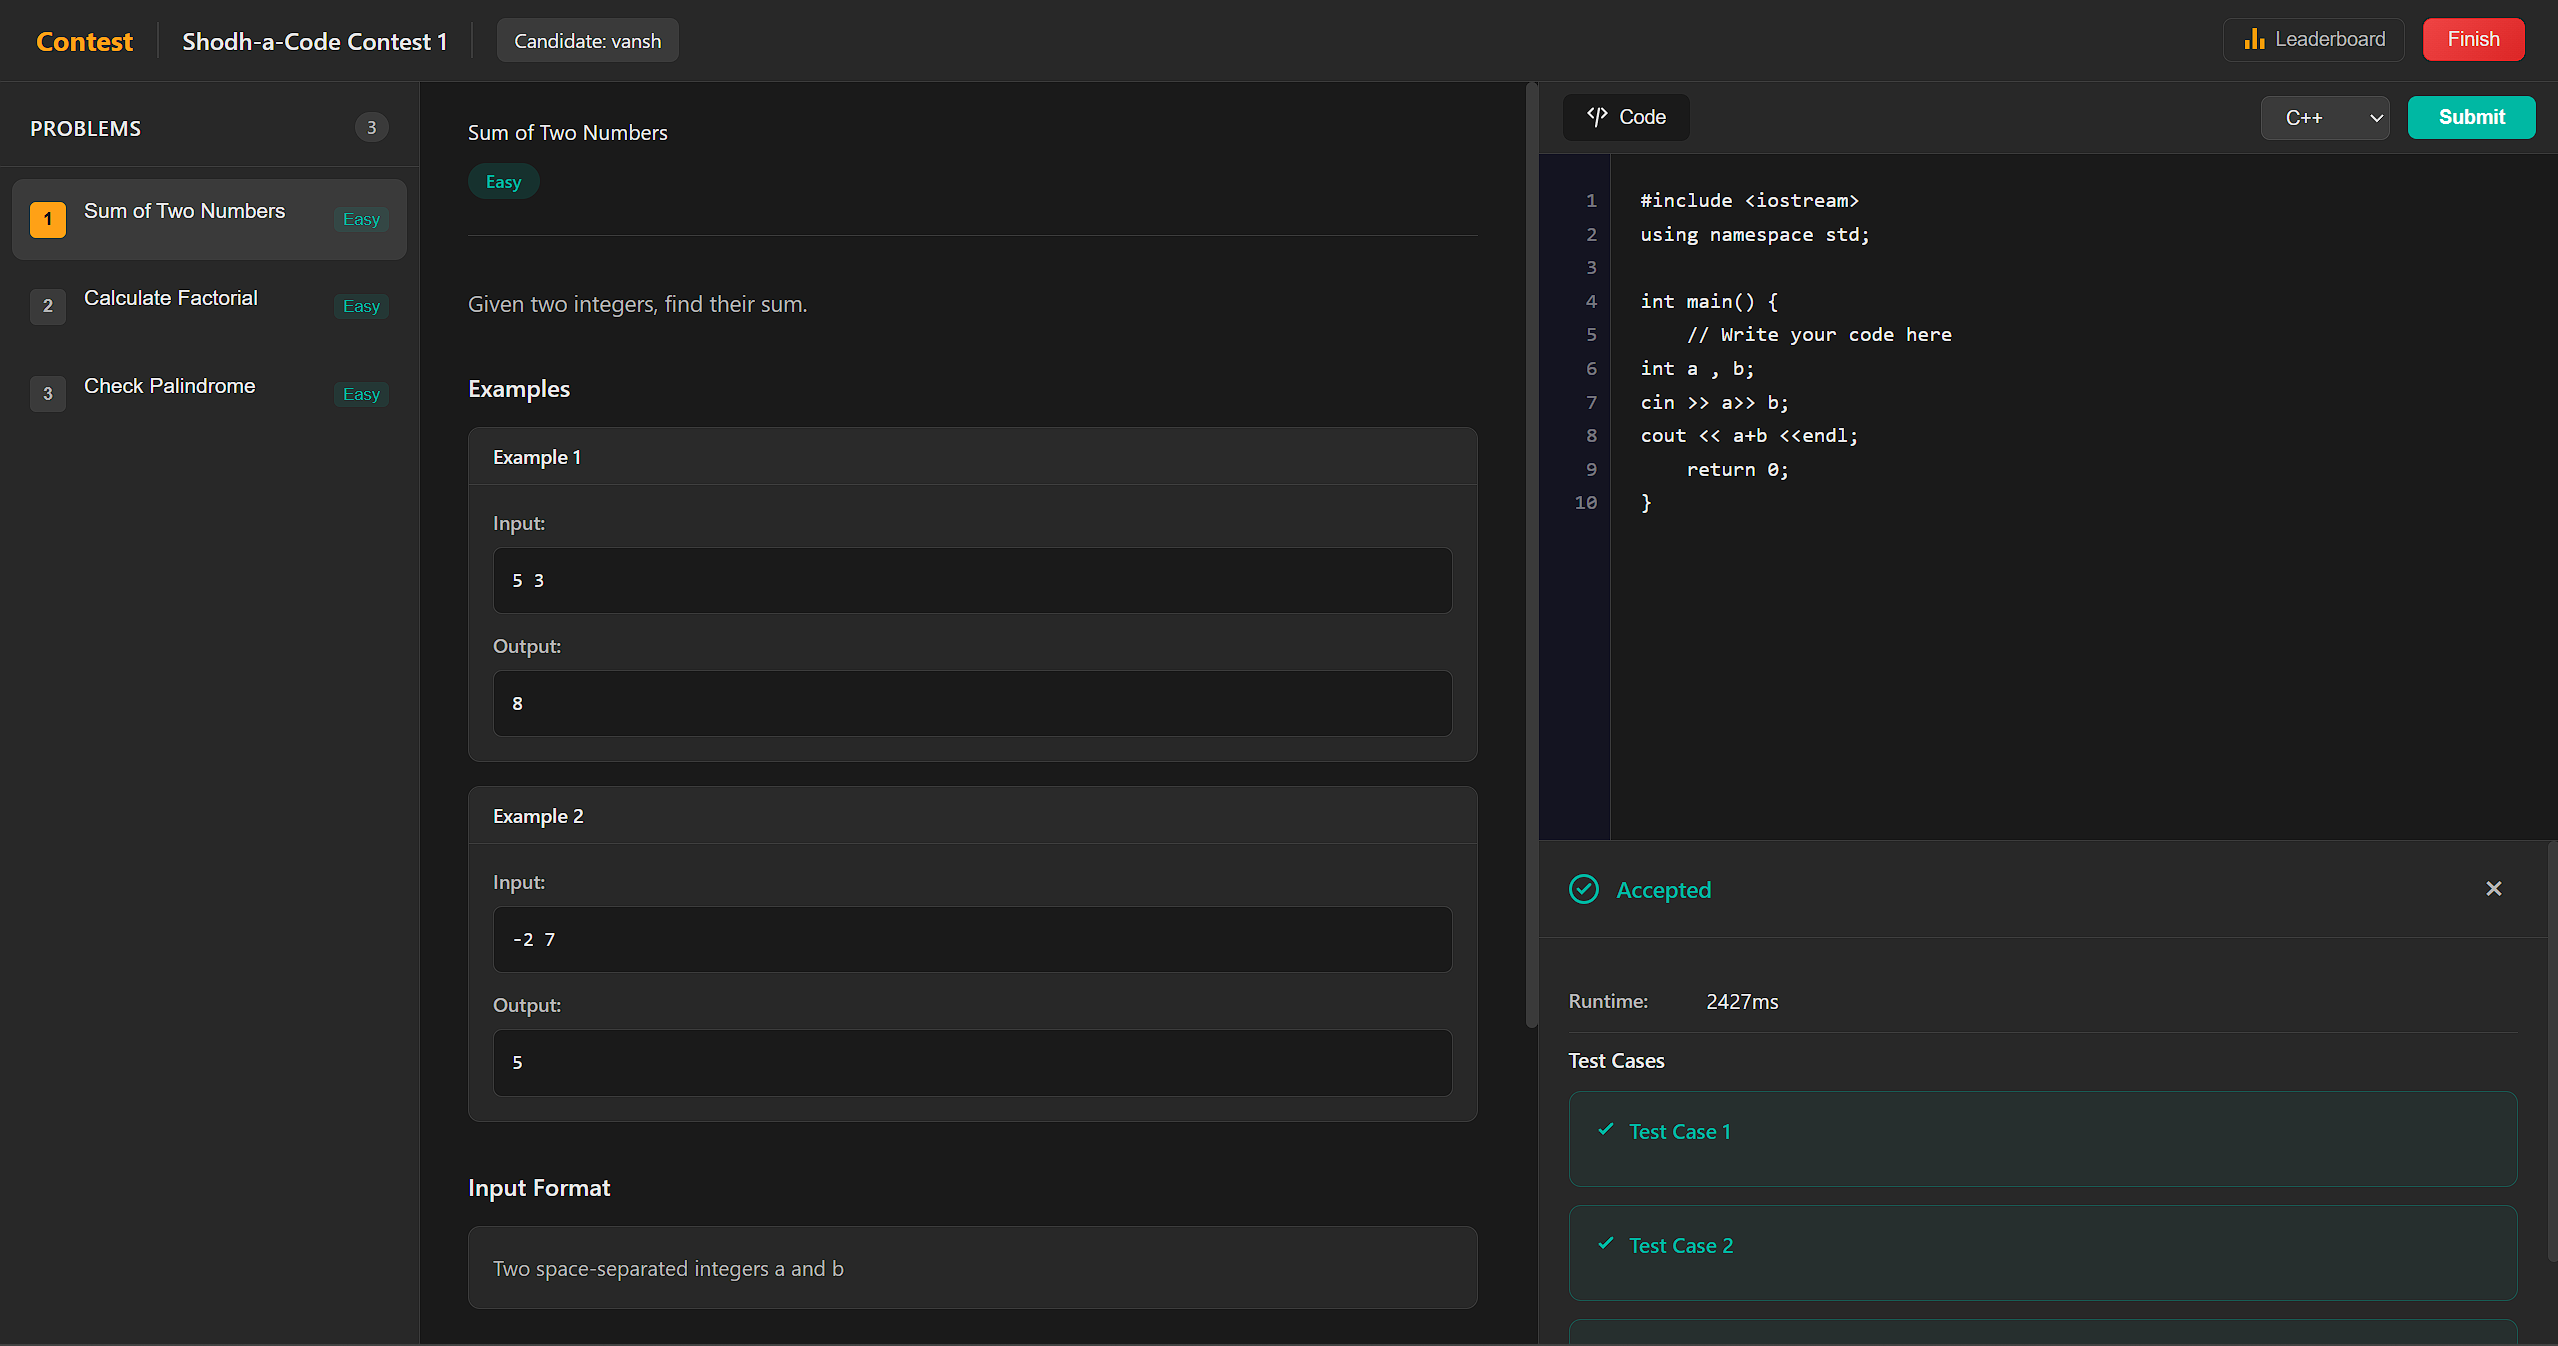 Contest
Shodh-a-Code Contest 1
Candidate: vansh
Leaderboard
Finish
PROBLEMS
3
1
Sum of Two Numbers
Easy
2
Calculate Factorial
Easy
3
Check Palindrome
Easy
Sum of Two Numbers
Easy
Given two integers, find their sum.
Examples
Example 1
Input:
5 3
Output:
8
Example 2
Input:
-2 7
Output:
5
Input Format
Two space-separated integers a and b
</> Code
C++
Submit
1 #include <iostream>
2 using namespace std;
3
4 int main() {
5     // Write your code here
6 int a , b;
7 cin >> a>> b;
8 cout << a+b <<endl;
9     return 0;
10 }
Accepted
Runtime: 2427ms
Test Cases
Test Case 1
Test Case 2